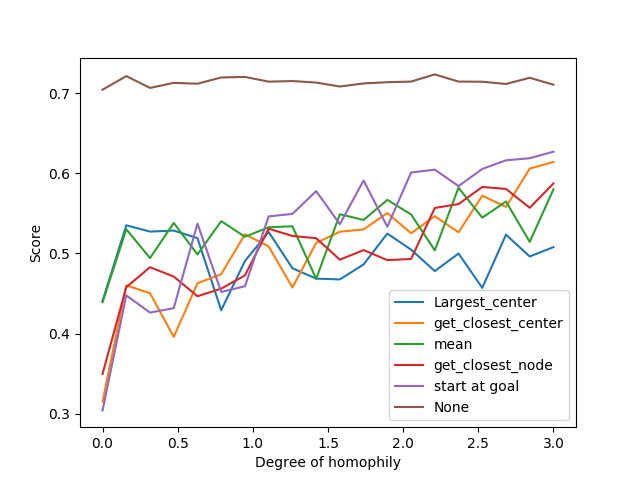 0.7
0.6
0.5
0.4
0.3
Score
0.0
0.5
1.0
1.5
2.0
2.5
3.0
Degree of homophily
Largest_center
get_closest_center
mean
get_closest_node
start at goal
None